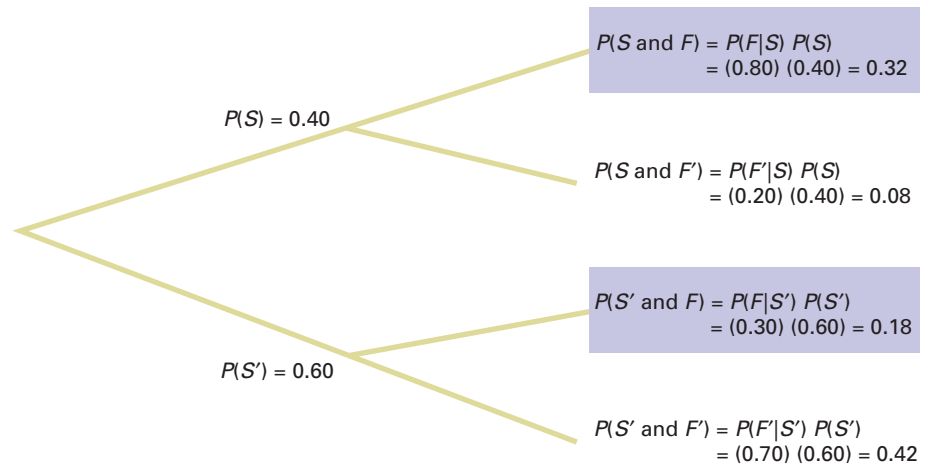 P(S and F) = P(F|S) P(S)
= (0.80) (0.40) = 0.32
P(S) = 0.40
P(S and F′) = P(F′|S) P(S)
= (0.20) (0.40) = 0.08
P(S′ and F) = P(F|S′) P(S′)
= (0.30) (0.60) = 0.18
P(S′) = 0.60
P(S′ and F′) = P(F′|S′) P(S′)
= (0.70) (0.60) = 0.42